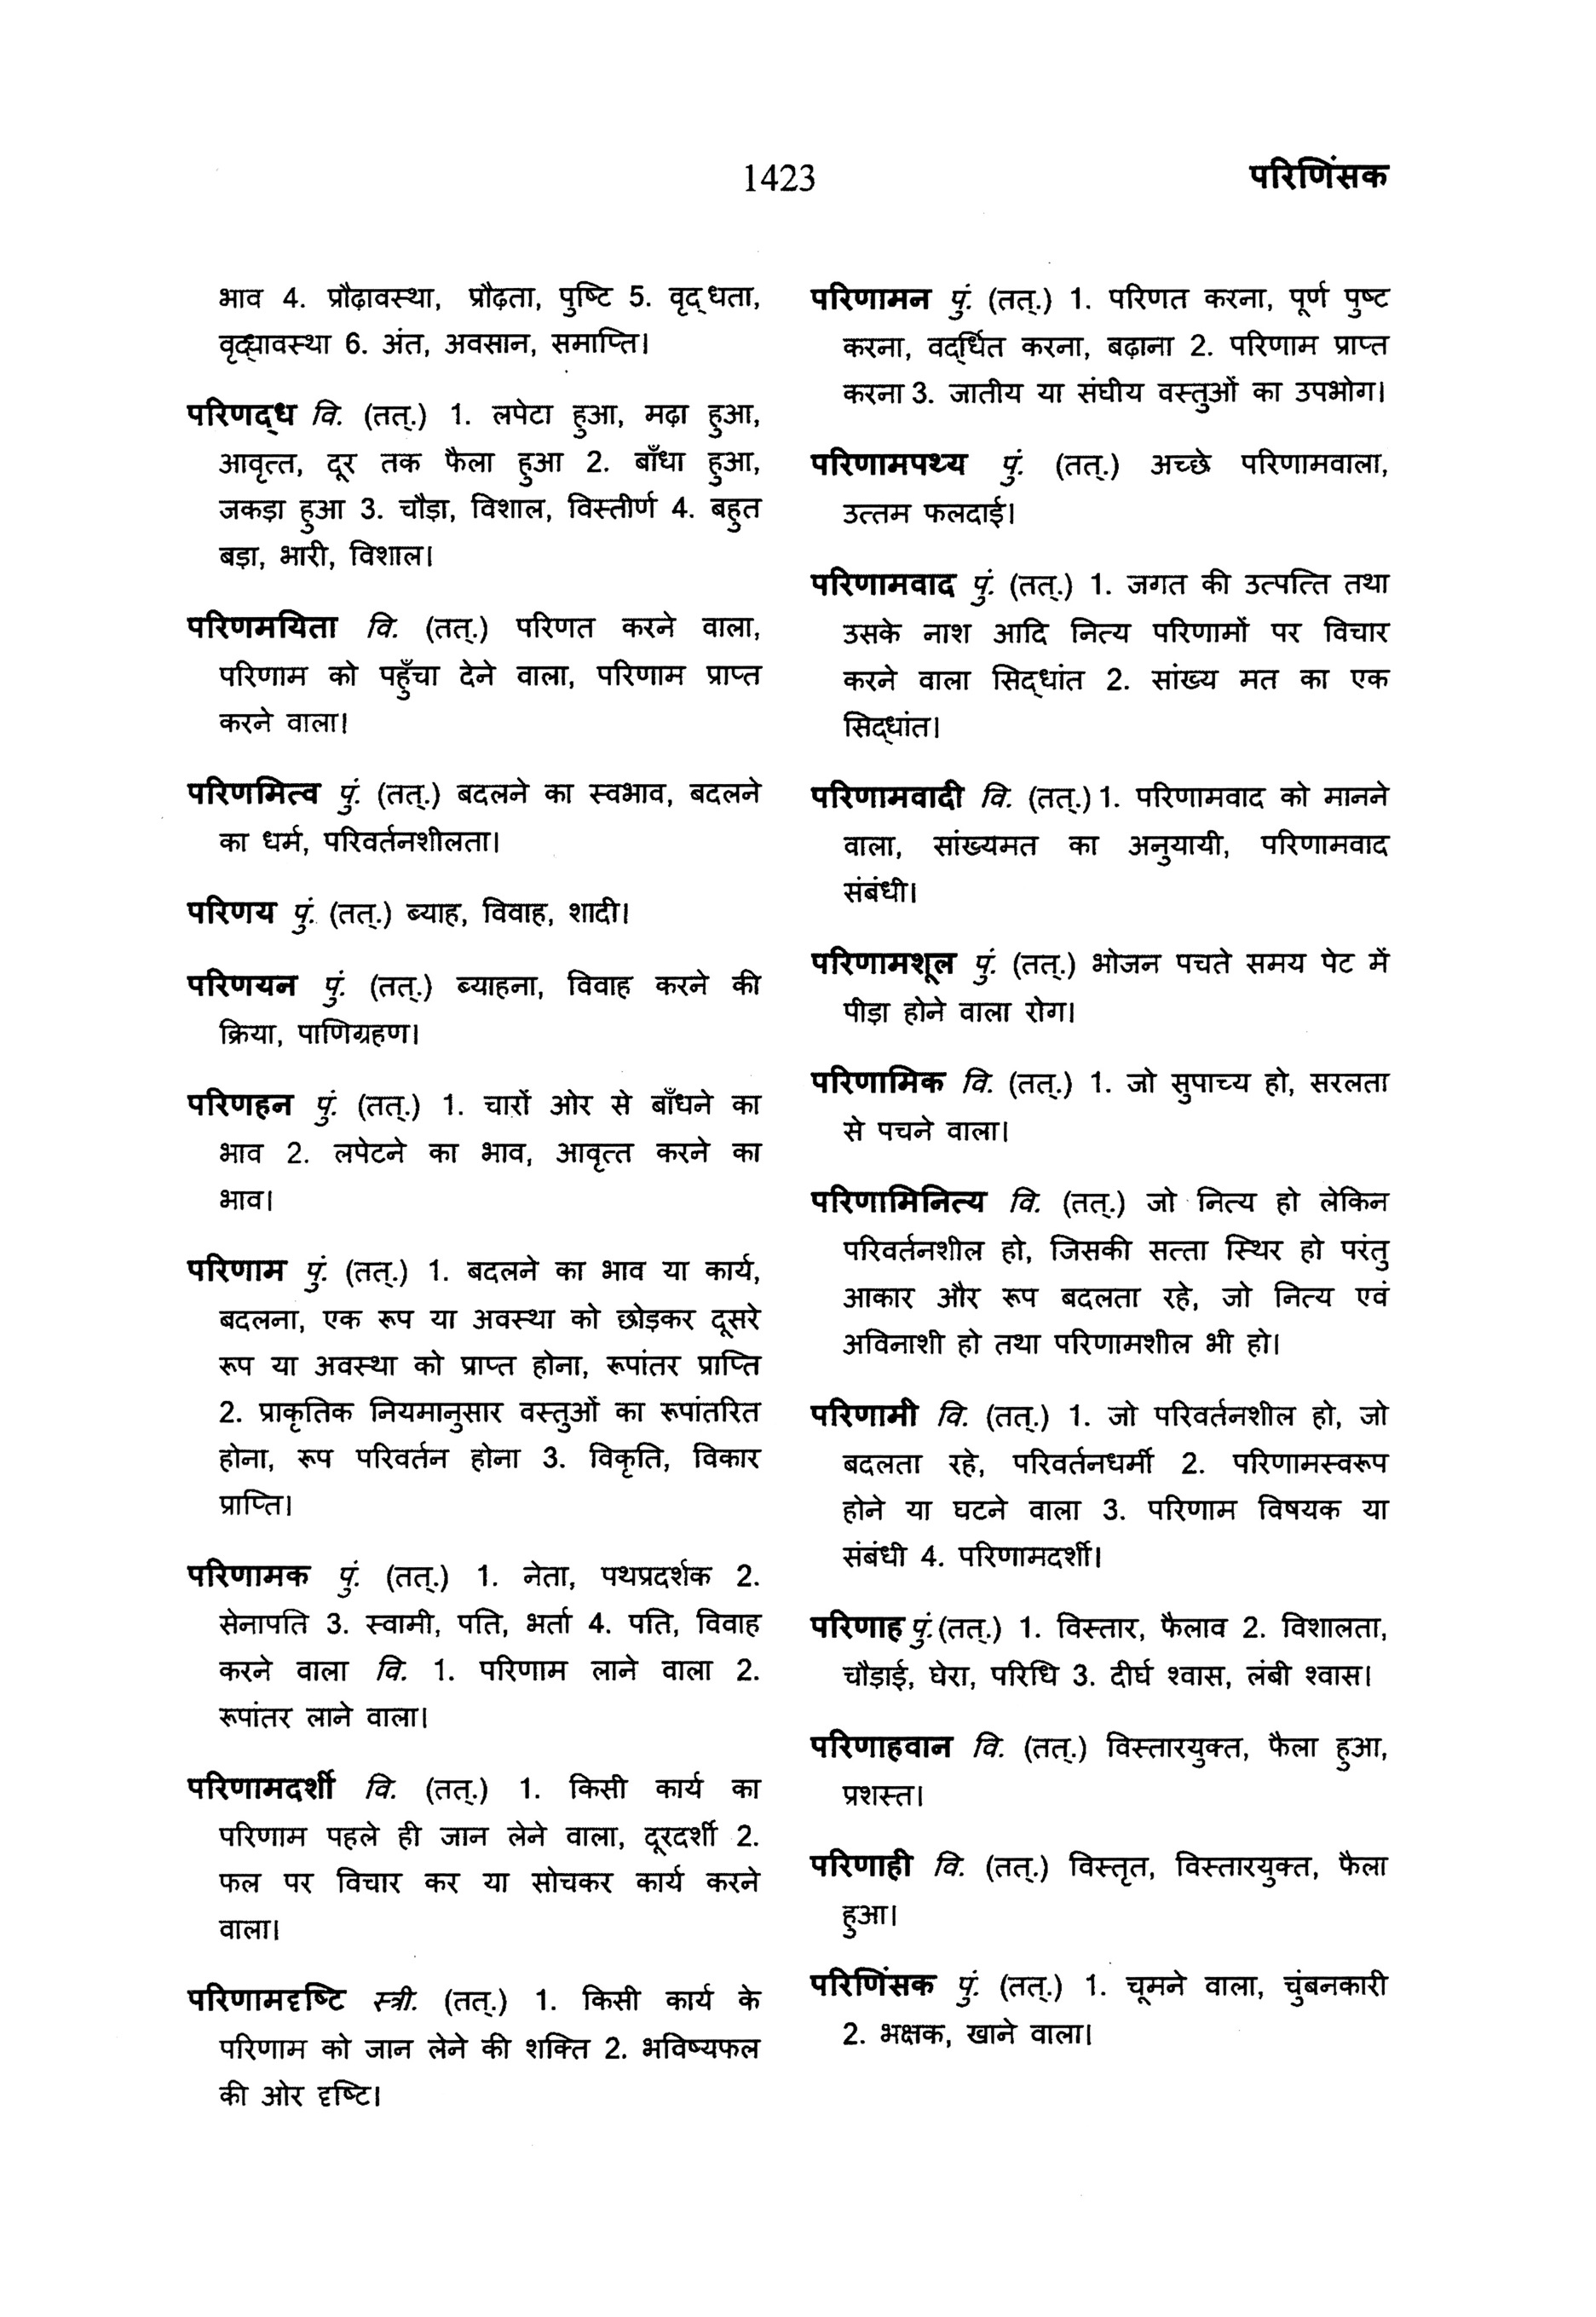 1423
परिणिंसक
भाव 4. प्रौढ़ावस्था, प्रौढ़ता, पुष्टि 5. वृद्धता,
वृद्धावस्था 6. अंत, अवसान, समाप्ति।
परिणद्ध वि. (तत्.) 1. लपेटा हुआ, मढ़ा हुआ,
आवृत्त, दूर तक फैला हुआ 2. बाँधा हुआ,
जकड़ा हुआ 3. चौड़ा, विशाल, विस्तीर्ण 4. बहुत
बड़ा, भारी, विशाल।
परिणमयिता वि. (तत्.) परिणत करने वाला,
परिणाम को पहुँचा देने वाला, परिणाम प्राप्त
करने वाला।
परिणमित्व पुं. (तत्.) बदलने का स्वभाव, बदलने
का धर्म, परिवर्तनशीलता।
परिणय पुं. (तत्.) ब्याह, विवाह, शादी।
परिणयन पुं. (तत्.) ब्याहना, विवाह करने की
क्रिया, पाणिग्रहण।
परिणहन पुं. (तत्.) 1. चारों ओर से बाँधने का
भाव 2. लपेटने का भाव, आवृत्त करने का
भाव।
परिणाम पुं. (तत्.) 1. बदलने का भाव या कार्य,
बदलना, एक रूप या अवस्था को छोड़कर दूसरे
रूप या अवस्था को प्राप्त होना, रूपांतर प्राप्ति
2. प्राकृतिक नियमानुसार वस्तुओं का रूपांतरित
होना, रूप परिवर्तन होना 3. विकृति, विकार
प्राप्ति।
परिणामक पुं. (तत्.) 1. नेता, पथप्रदर्शक 2.
सेनापति 3. स्वामी, पति, भर्ता 4. पति, विवाह
करने वाला वि. 1. परिणाम लाने वाला 2.
रूपांतर लाने वाला।
परिणामदर्शी वि. (तत्.) 1. किसी कार्य का
परिणाम पहले ही जान लेने वाला, दूरदर्शी 2.
फल पर विचार कर या सोचकर कार्य करने
वाला।
परिणामदृष्टि स्त्री. (तत्.) 1. किसी कार्य के
परिणाम को जान लेने की शक्ति 2. भविष्यफल
की ओर दृष्टि।
परिणामन पुं. (तत्.) 1. परिणत करना, पूर्ण पुष्ट
करना, वर्द्धित करना, बढ़ाना 2. परिणाम प्राप्त
करना 3. जातीय या संघीय वस्तुओं का उपभोग।
परिणामपथ्य पुं. (तत्.) अच्छे परिणामवाला,
उत्तम फलदाई।
परिणामवाद पुं. (तत्.) 1. जगत की उत्पत्ति तथा
उसके नाश आदि नित्य परिणामों पर विचार
करने वाला सिद्धांत 2. सांख्य मत का एक
सिद्धांत।
परिणामवादी वि. (तत्.) 1. परिणामवाद को मानने
वाला, सांख्यमत का अनुयायी, परिणामवाद
संबंधी।
परिणामशूल पुं. (तत्.) भोजन पचते समय पेट में
पीड़ा होने वाला रोग।
परिणामिक वि. (तत्.) 1. जो सुपाच्य हो, सरलता
से पचने वाला।
परिणामिनित्य वि. (तत्.) जो नित्य हो लेकिन
परिवर्तनशील हो, जिसकी सत्ता स्थिर हो परंतु
आकार और रूप बदलता रहे, जो नित्य एवं
अविनाशी हो तथा परिणामशील भी हो।
परिणामी वि. (तत्.) 1. जो परिवर्तनशील हो, जो
बदलता रहे, परिवर्तनधर्मी 2. परिणामस्वरूप
होने या घटने वाला 3. परिणाम विषयक या
संबंधी 4. परिणामदर्शी।
परिणाह पुं. (तत्.) 1. विस्तार, फैलाव 2. विशालता,
चौड़ाई, घेरा, परिधि 3. दीर्घ श्वास, लंबी श्वास।
परिणाहवान वि. (तत्.) विस्तारयुक्त, फैला हुआ,
प्रशस्त।
परिणाही वि. (तत्.) विस्तृत, विस्तारयुक्त, फैला
हुआ।
परिणिंसक पुं. (तत्.) 1. चूमने वाला, चुंबनकारी
2. भक्षक, खाने वाला।